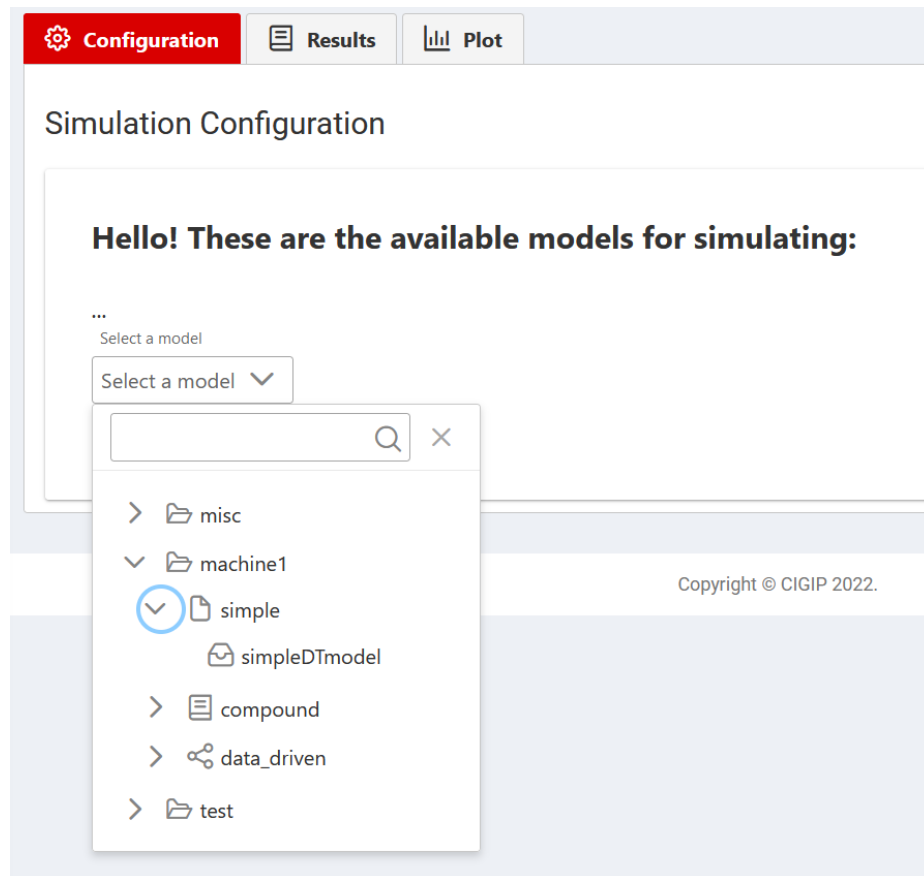 Configuration Results Plot
Simulation Configuration
Hello! These are the available models for simulating:
...
Select a model
Select a model
misc
machine1
simple
simpleDTmodel
compound
data_driven
test
Copyright © CIGIP 2022.